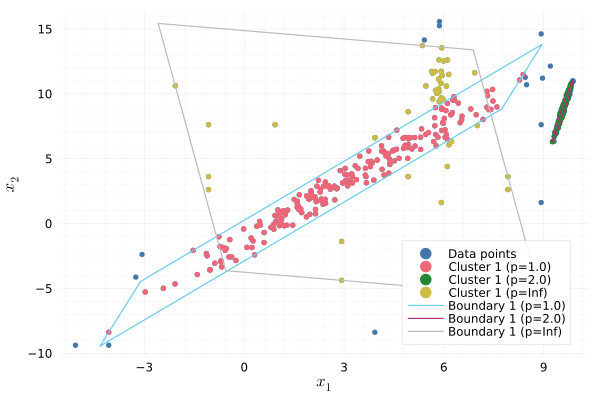 15
10
5
0
−5
−10
x2
−3
0
3
6
9
x1
Data points
Cluster 1 (p=1.0)
Cluster 1 (p=2.0)
Cluster 1 (p=Inf)
Boundary 1 (p=1.0)
Boundary 1 (p=2.0)
Boundary 1 (p=Inf)